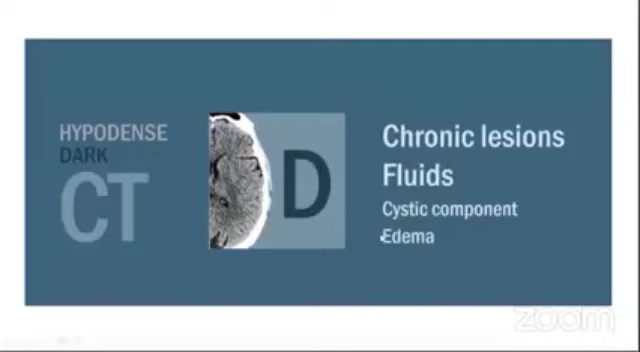 HYPODENSE
DARK
CT
D
Chronic lesions
Fluids
Cystic component
Edema
zoom